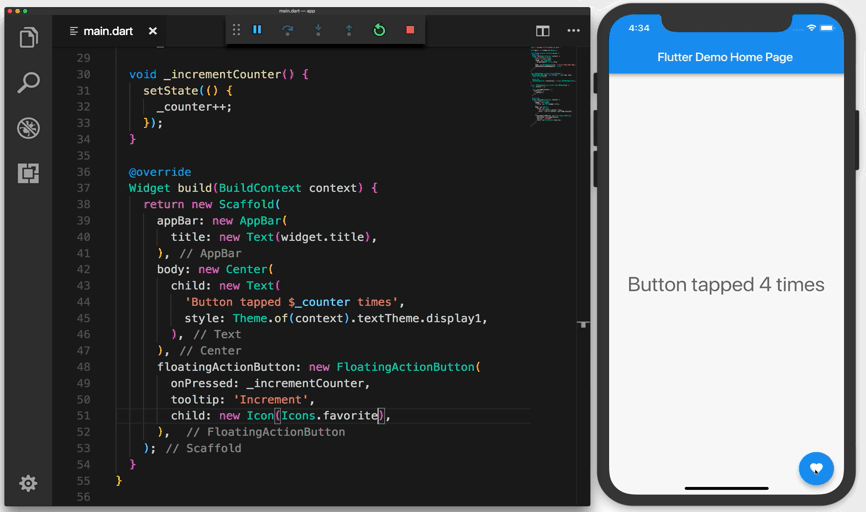 main.dart — app
main.dart
29
30 void _incrementCounter() {
31 setState(() {
32 _counter++;
33 });
34 }
35
36 @override
37 Widget build(BuildContext context) {
38 return new Scaffold(
39 appBar: new AppBar(
40 title: new Text(widget.title),
41 ), // AppBar
42 body: new Center(
43 child: new Text(
44 'Button tapped $_counter times',
45 style: Theme.of(context).textTheme.display1,
46 ), // Text
47 ), // Center
48 floatingActionButton: new FloatingActionButton(
49 onPressed: _incrementCounter,
50 tooltip: 'Increment',
51 child: new Icon(Icons.favorite),
52 ), // FloatingActionButton
53 ); // Scaffold
54 }
55 }
56
4:34
Flutter Demo Home Page
Button tapped 4 times